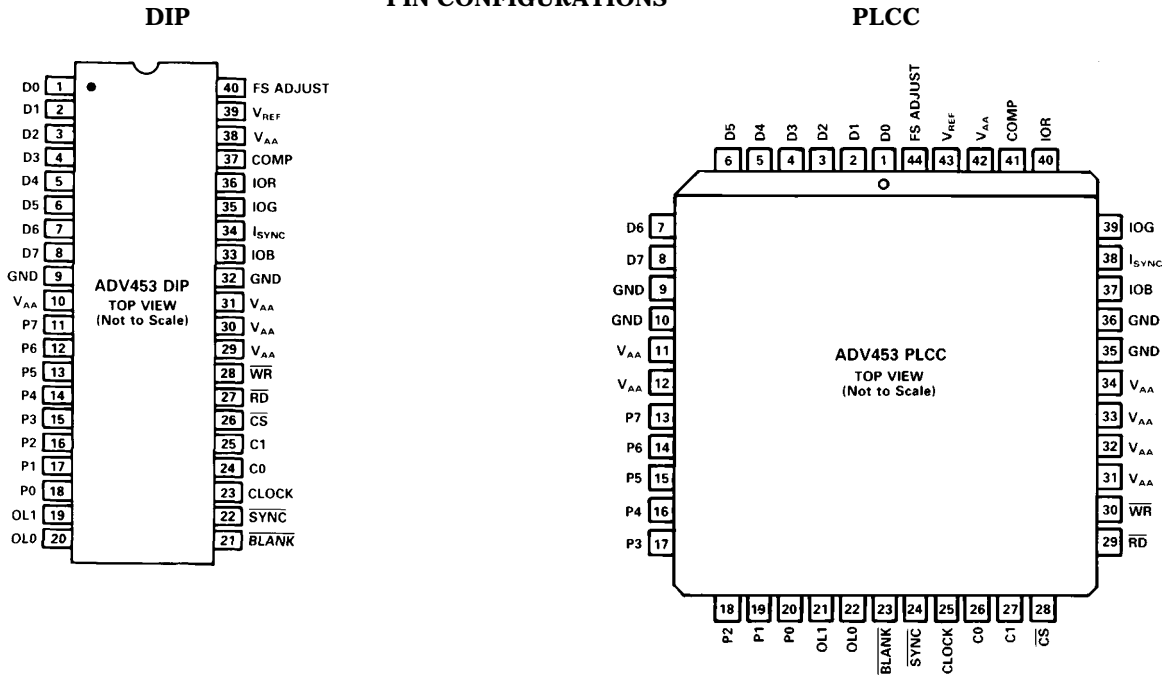 PIN CONFIGURATIONS
DIP
PLCC
D0 1
D1 2
D2 3
D3 4
D4 5
D5 6
D6 7
D7 8
GND 9
VAA 10
P7 11
P6 12
P5 13
P4 14
P3 15
P2 16
P1 17
P0 18
OL1 19
OL0 20
ADV453 DIP
TOP VIEW
(Not to Scale)
40 FS ADJUST
39 VREF
38 VAA
37 COMP
36 IOR
35 IOG
34 ISYNC
33 IOB
32 GND
31 VAA
30 VAA
29 VAA
28 WR
27 RD
26 CS
25 C1
24 C0
23 CLOCK
22 SYNC
21 BLANK
D5 D4 D3 D2 D1 D0 FS ADJUST VREF VAA COMP IOR
6 5 4 3 2 1 44 43 42 41 40
D6 7
D7 8
GND 9
GND 10
VAA 11
VAA 12
P7 13
P6 14
P5 15
P4 16
P3 17
ADV453 PLCC
TOP VIEW
(Not to Scale)
39 IOG
38 ISYNC
37 IOB
36 GND
35 GND
34 VAA
33 VAA
32 VAA
31 VAA
30 WR
29 RD
18 19 20 21 22 23 24 25 26 27 28
P2 P1 P0 OL1 OL0 BLANK SYNC CLOCK C0 C1 CS